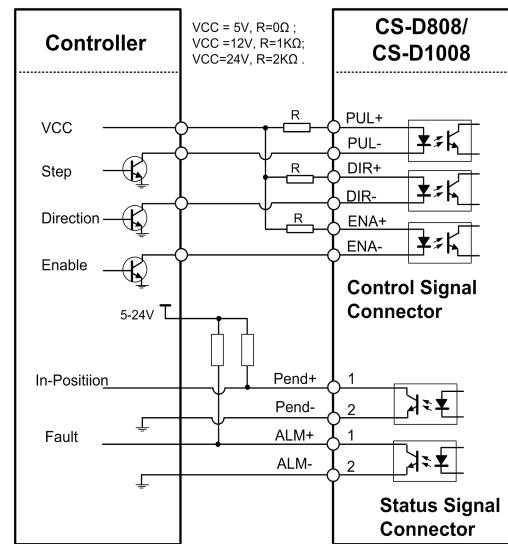 Controller
VCC = 5V, R=0Ω ;
VCC =12V, R=1KΩ;
VCC=24V, R=2KΩ .
CS-D808/
CS-D1008
VCC
R
PUL+
PUL-
Step
R
DIR+
DIR-
Direction
R
ENA+
ENA-
Enable
Control Signal
Connector
5-24V
In-Positiion
Pend+
1
Pend-
2
Fault
ALM+
1
ALM-
2
Status Signal
Connector